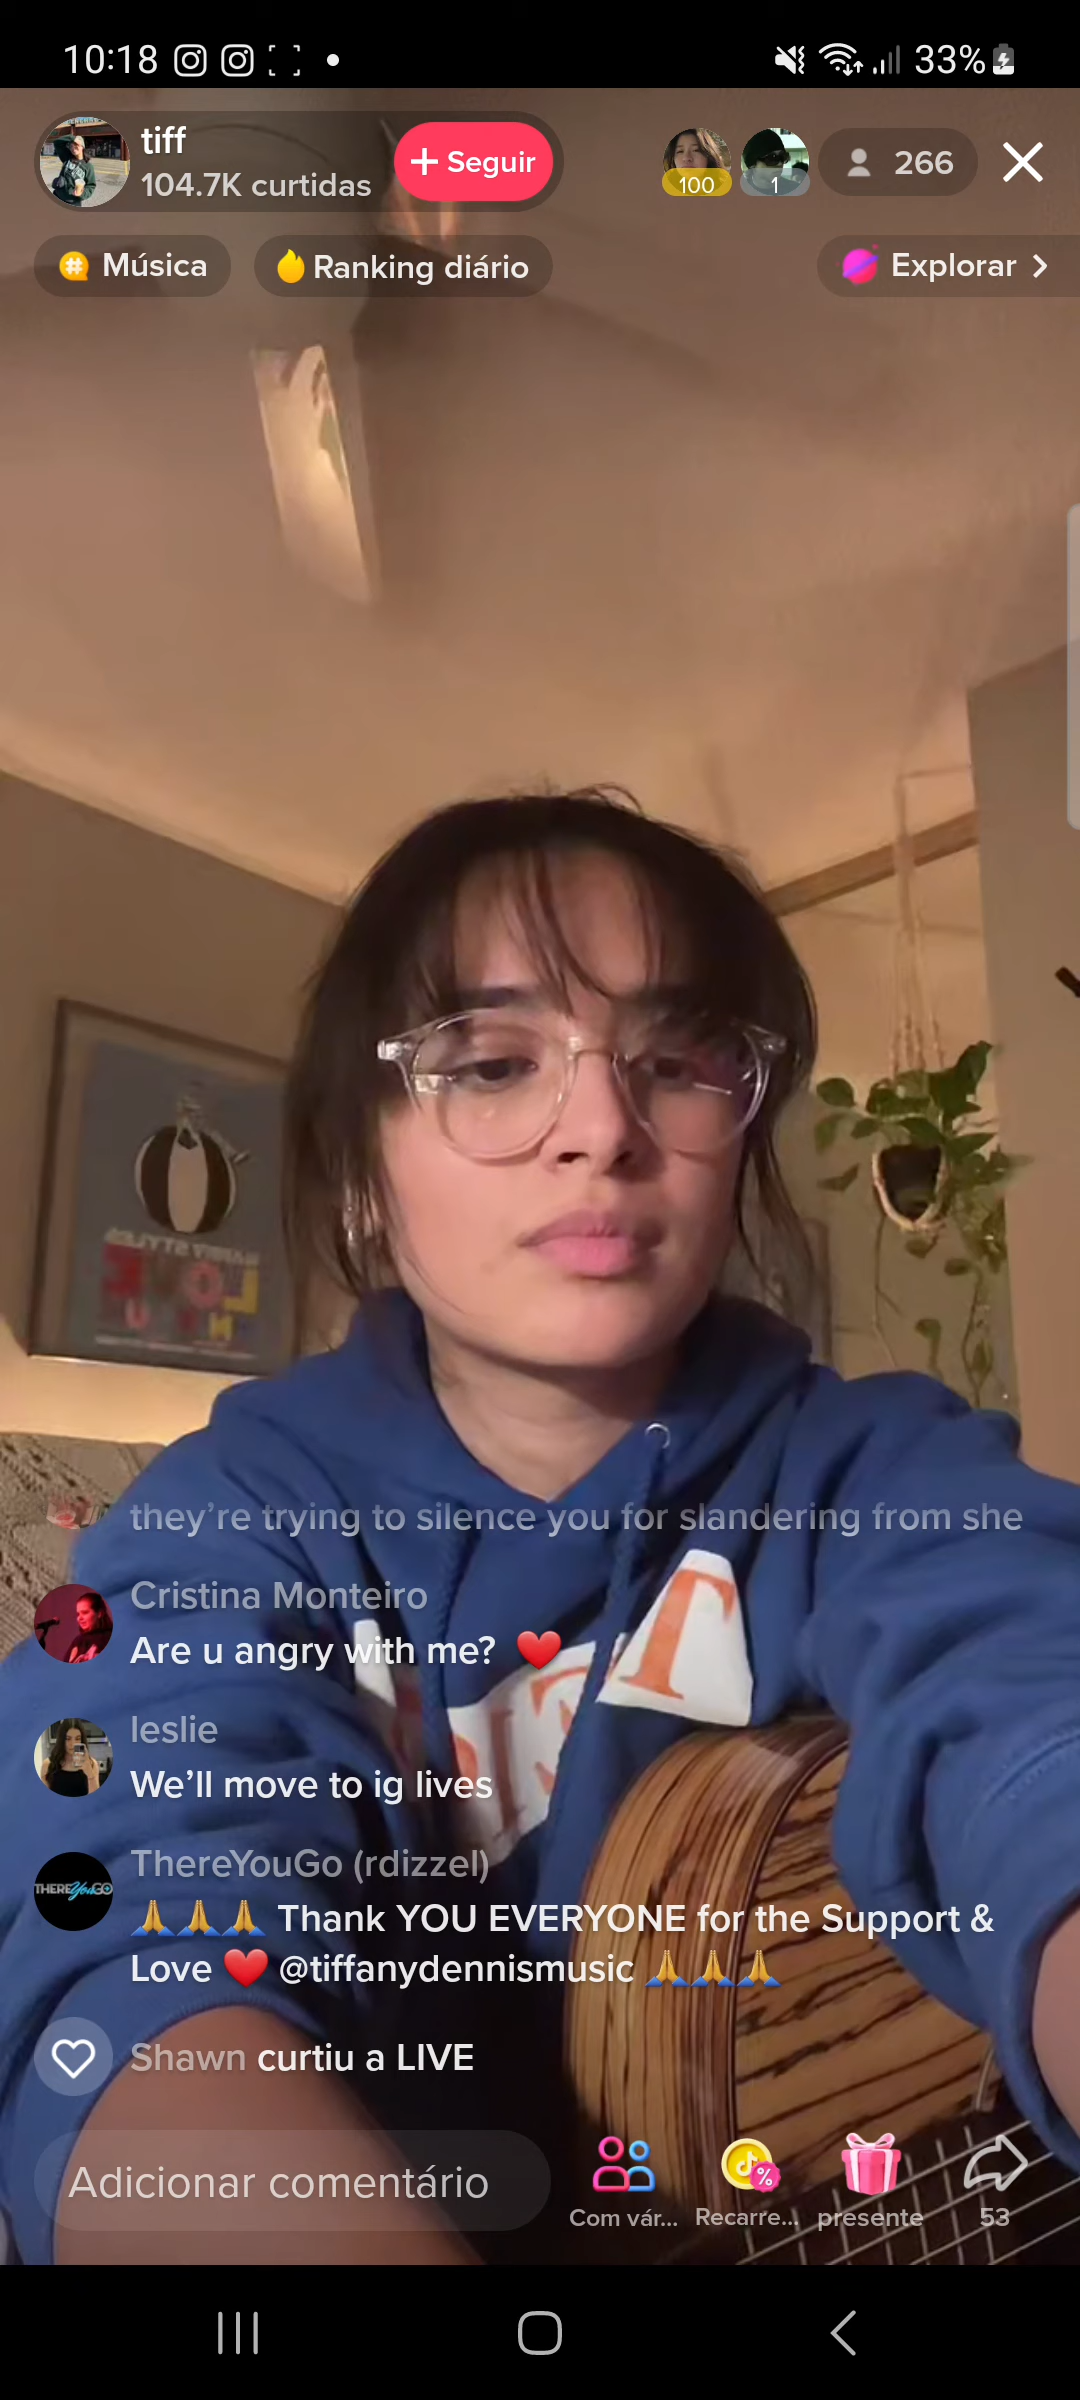 10:18
33%
tiff
104.7K curtidas
+ Seguir
100
1
266
Música
Ranking diário
Explorar >
they’re trying to silence you for slandering from she
Cristina Monteiro
Are u angry with me? ❤️
leslie
We’ll move to ig lives
ThereYouGo (rdizzel)
THERE You GO
🙏🙏🙏 Thank YOU EVERYONE for the Support &
Love ❤️ @tiffanydennismusic 🙏🙏🙏
Shawn curtiu a LIVE
Adicionar comentário
Com vár...
Recarre...
presente
53